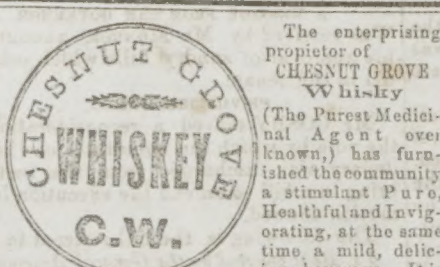 CHESNUT GROVE
WHISKEY
C.W.
The enterprising
propietor of
CHESNUT GROVE
Whisky
(The Purest Medici-
nal Agent ever
known,) has furn-
ished the community
a stimulant Pure,
Healthful and Invig-
orating, at the same
time a mild, delic-